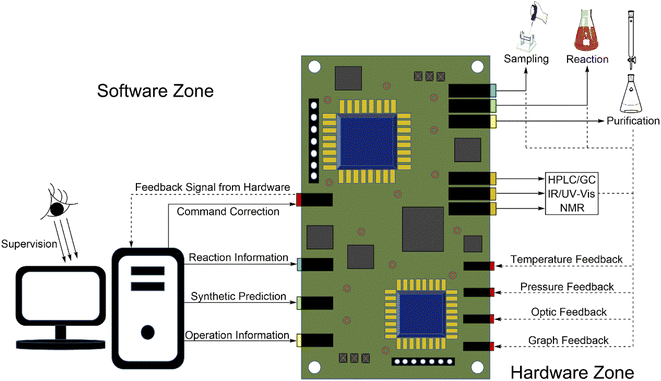 Sampling
Reaction
Software Zone
Purification
HPLC/GC
Feedback Signal from Hardware
IR/UV-Vis
Command Correction
NMR
Supervision
Reaction Information
Temperature Feedback
Pressure Feedback
Synthetic Prediction
Optic Feedback
Operation Information
Graph Feedback
Hardware Zone